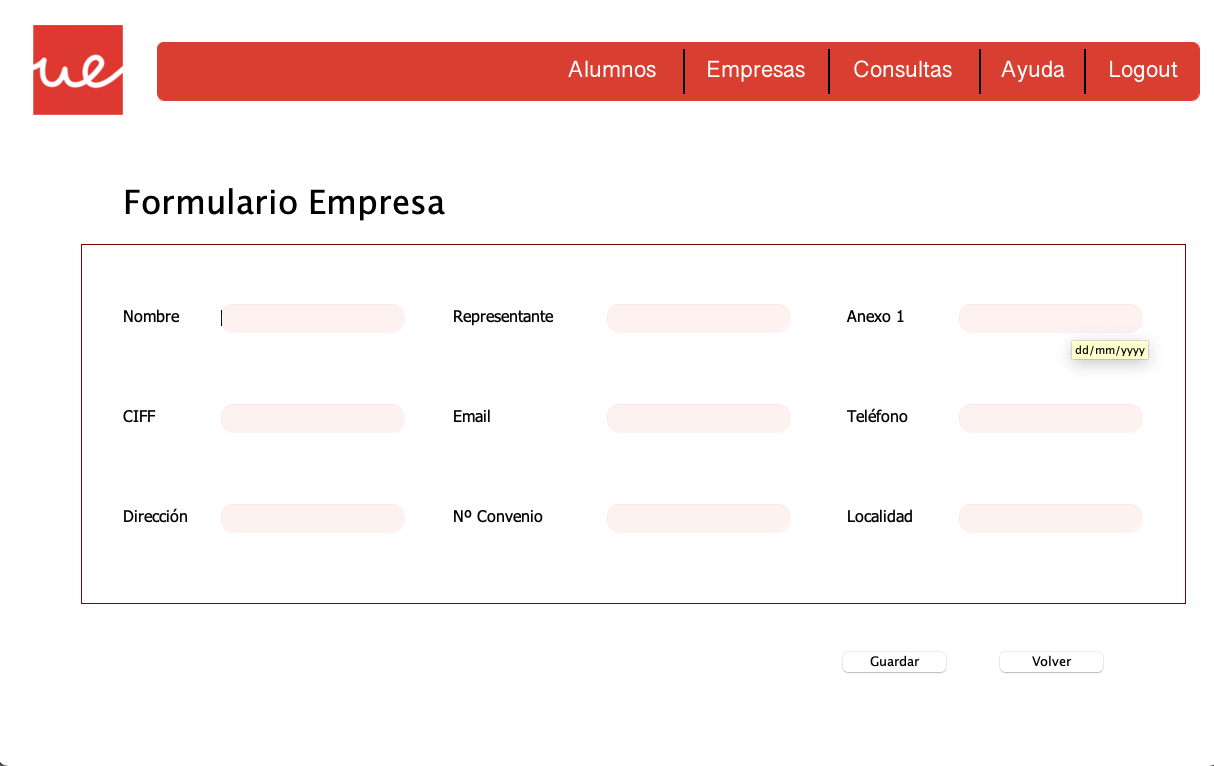 ue
Alumnos Empresas Consultas Ayuda Logout
Formulario Empresa
Nombre Representante Anexo 1
dd/mm/yyyy
CIFF Email Teléfono
Dirección Nº Convenio Localidad
Guardar Volver